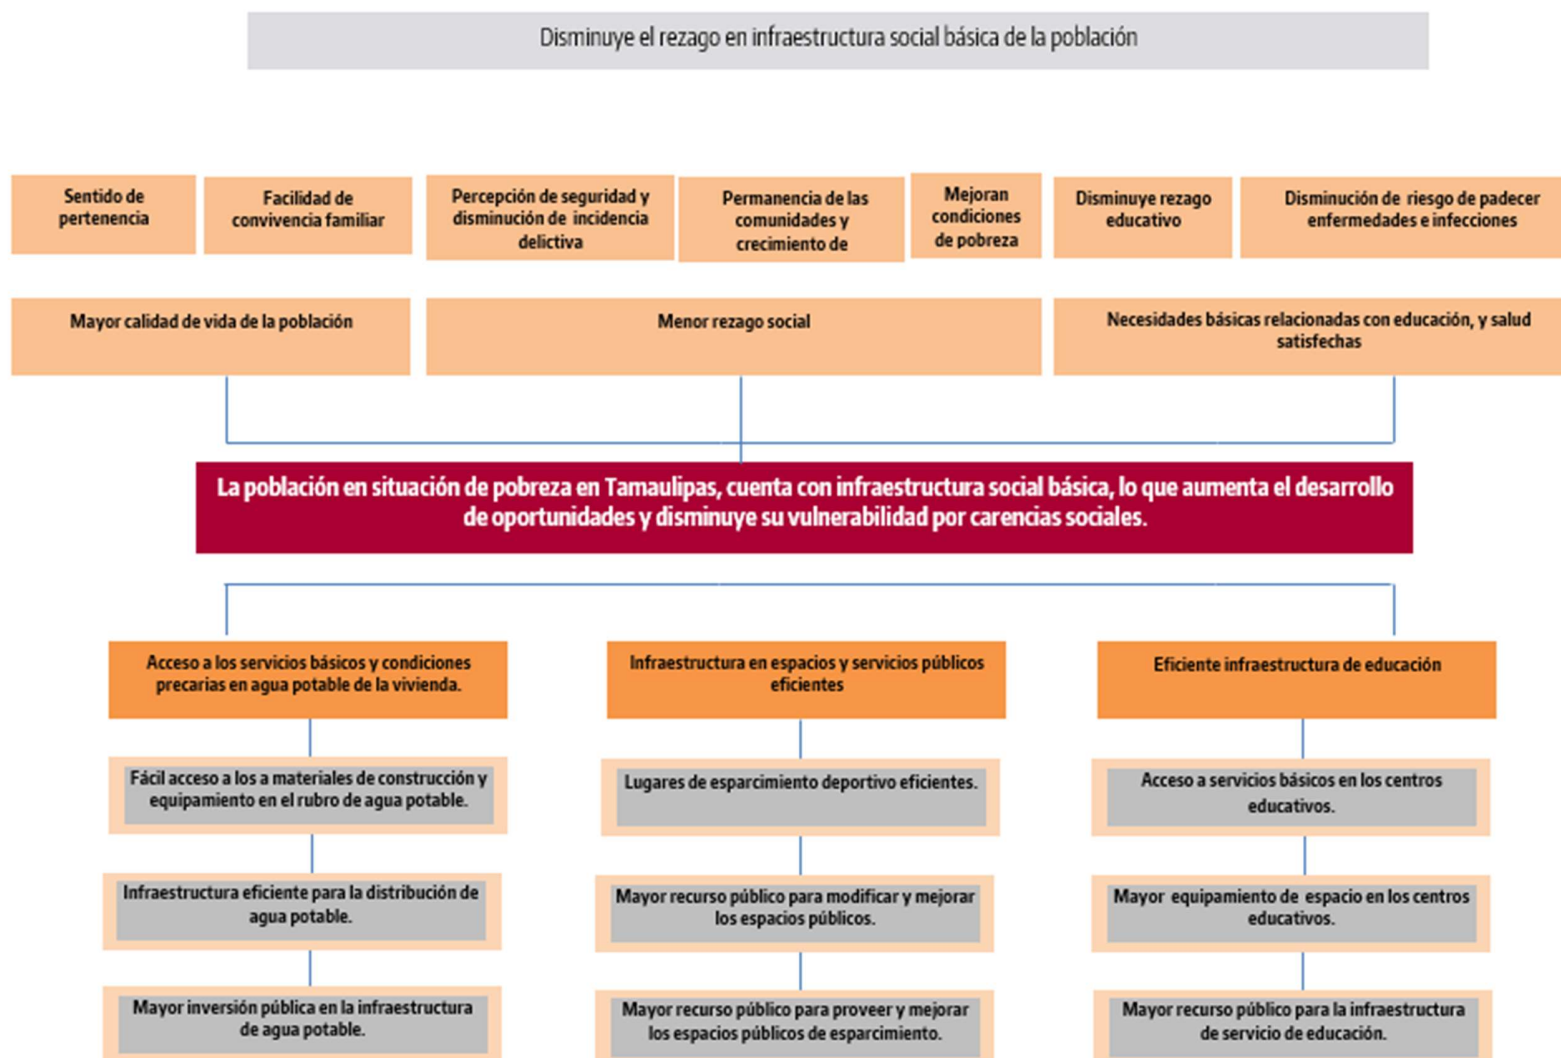 Disminuye el rezago en infraestructura social básica de la población
Sentido de
pertenencia
Facilidad de
convivencia familiar
Percepción de seguridad y
disminución de incidencia
delictiva
Permanencia de las
comunidades y
crecimiento de
Mejoran
condiciones
de pobreza
Disminuye rezago
educativo
Disminución de riesgo de padecer
enfermedades e infecciones
Mayor calidad de vida de la población
Menor rezago social
Necesidades básicas relacionadas con educación, y salud
satisfechas
La población en situación de pobreza en Tamaulipas, cuenta con infraestructura social básica, lo que aumenta el desarrollo
de oportunidades y disminuye su vulnerabilidad por carencias sociales.
Acceso a los servicios básicos y condiciones
precarias en agua potable de la vivienda.
Infraestructura en espacios y servicios públicos
eficientes
Eficiente infraestructura de educación
Fácil acceso a los a materiales de construcción y
equipamiento en el rubro de agua potable.
Lugares de esparcimiento deportivo eficientes.
Acceso a servicios básicos en los centros
educativos.
Infraestructura eficiente para la distribución de
agua potable.
Mayor recurso público para modificar y mejorar
los espacios públicos.
Mayor equipamiento de espacio en los centros
educativos.
Mayor inversión pública en la infraestructura
de agua potable.
Mayor recurso público para proveer y mejorar
los espacios públicos de esparcimiento.
Mayor recurso público para la infraestructura
de servicio de educación.